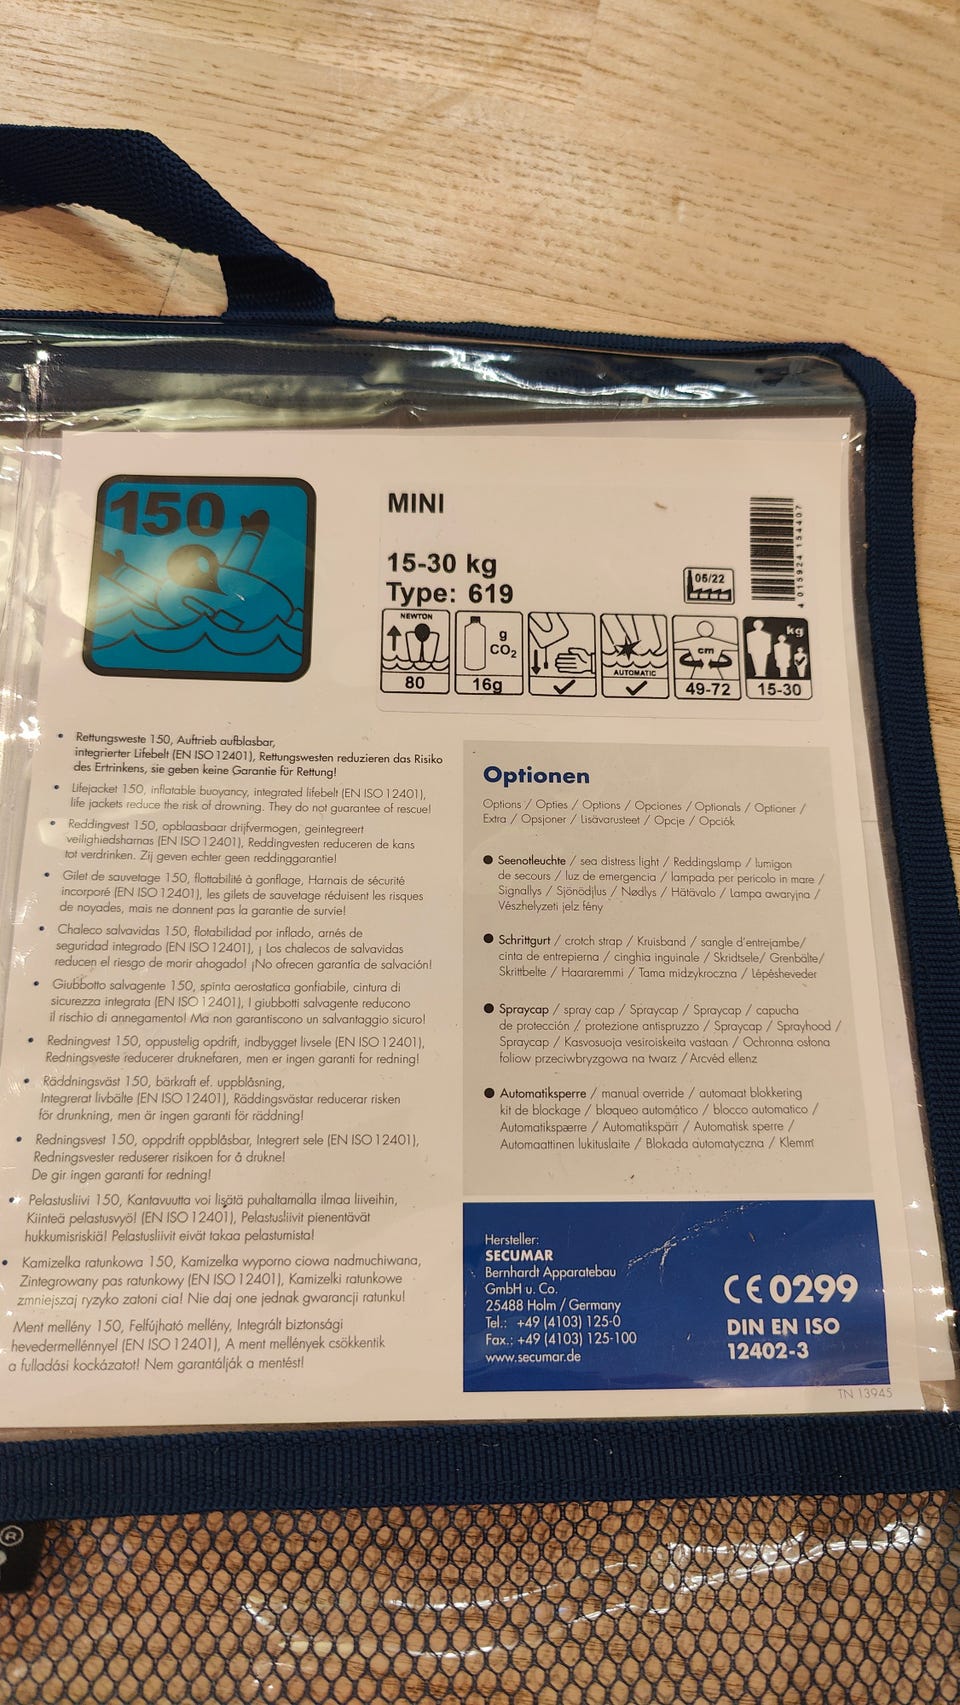 150
MINI
15-30 kg
Type: 619
05/22
4 015924 154407
NEWTON
80
g
CO2
16g
AUTOMATIC
cm
49-72
kg
15-30
• Rettungsweste 150, Auftrieb aufblasbar,
integrierter Lifebelt (EN ISO 12401), Rettungswesten reduzieren das Risiko
des Ertrinkens, sie geben keine Garantie für Rettung!
• Lifejacket 150, inflatable buoyancy, integrated lifebelt (EN ISO 12401),
life jackets reduce the risk of drowning. They do not guarantee of rescue!
• Reddingvest 150, opblaasbaar drijfvermogen, geintegreert
veilighiedsharnas (EN ISO 12401), Reddingvesten reduceren de kans
tot verdrinken. Zij geven echter geen reddinggarantie!
• Gilet de sauvetage 150, flottabilité à gonflage, Harnais de sécurité
incorporé (EN ISO 12401), les gilets de sauvetage réduisent les risques
de noyades, mais ne donnent pas la garantie de survie!
• Chaleco salvavidas 150, flotabilidad por inflado, arnés de
seguridad integrado (EN ISO 12401), ¡ Los chalecos de salvavidas
reducen el riesgo de morir ahogado! ¡No ofrecen garantía de salvación!
• Giubbotto salvagente 150, spinta aerostatica gonfiabile, cintura di
sicurezza integrata (EN ISO 12401), I giubbotti salvagente reducono
il rischio di annegamento! Ma non garantiscono un salvantaggio sicuro!
• Redningvest 150, oppustelig opdrift, indbygget livsele (EN ISO 12401),
Redningsveste reducerer druknefaren, men er ingen garanti for redning!
• Räddningsväst 150, bärkraft ef. uppblåsning,
Integrerat livbälte (EN ISO 12401), Räddingsvästar reducerar risken
för drunkning, men är ingen garanti för räddning!
• Redningsvest 150, oppdrift oppblåsbar, Integrert sele (EN ISO 12401),
Redningsvester reduserer risikoen for å drukne!
De gir ingen garanti for redning!
• Pelastusliivi 150, Kantavuutta voi lisätä puhaltamalla ilmaa liiveihin,
Kiinteä pelastusvyö! (EN ISO 12401), Pelastusliivit pienentävät
hukkumisriskiä! Pelastusliivit eivät takaa pelastumista!
• Kamizelka ratunkowa 150, Kamizelka wyporno ciowa nadmuchiwana,
Zintegrowany pas ratunkowy (EN ISO 12401), Kamizelki ratunkowe
zmniejszaj ryzyko zatoni cia! Nie daj one jednak gwarancji ratunku!
Ment mellény 150, Felfújható mellény, Integrált biztonsági
hevedermellénnyel (EN ISO 12401), A ment mellények csökkentik
a fulladási kockázatot! Nem garantálják a mentést!
Optionen
Options / Opties / Options / Opciones / Optionals / Optioner /
Extra / Opsjoner / Lisävarusteet / Opcje / Opciók
● Seenotleuchte / sea distress light / Reddingslamp / lumigon
de secours / luz de emergencia / lampada per pericolo in mare /
Signallys / Sjönödjlus / Nødlys / Hätävalo / Lampa awaryjna /
Vészhelyzeti jelz fény
● Schrittgurt / crotch strap / Kruisband / sangle d'entrejambe/
cinta de entrepierna / cinghia inguinale / Skridtsele/ Grenbälte/
Skrittbelte / Haararemmi / Tama midzykroczna / Lépésheveder
● Spraycap / spray cap / Spraycap / Spraycap / capucha
de protección / protezione antispruzzo / Spraycap / Sprayhood /
Spraycap / Kasvosuoja vesiroiskeita vastaan / Ochronna osłona
foliow przeciwbryzgowa na twarz / Arcvéd ellenz
● Automatiksperre / manual override / automaat blokkering
kit de blockage / bloqueo automático / blocco automatico /
Automatikspærre / Automatikspärr / Automatisk sperre /
Automaattinen lukituslaite / Blokada automatyczna / Klemm
Hersteller:
SECUMAR
Bernhardt Apparatebau
GmbH u. Co.
25488 Holm / Germany
Tel.: +49 (4103) 125-0
Fax.: +49 (4103) 125-100
www.secumar.de
CE 0299
DIN EN ISO
12402-3
TN 13945
®